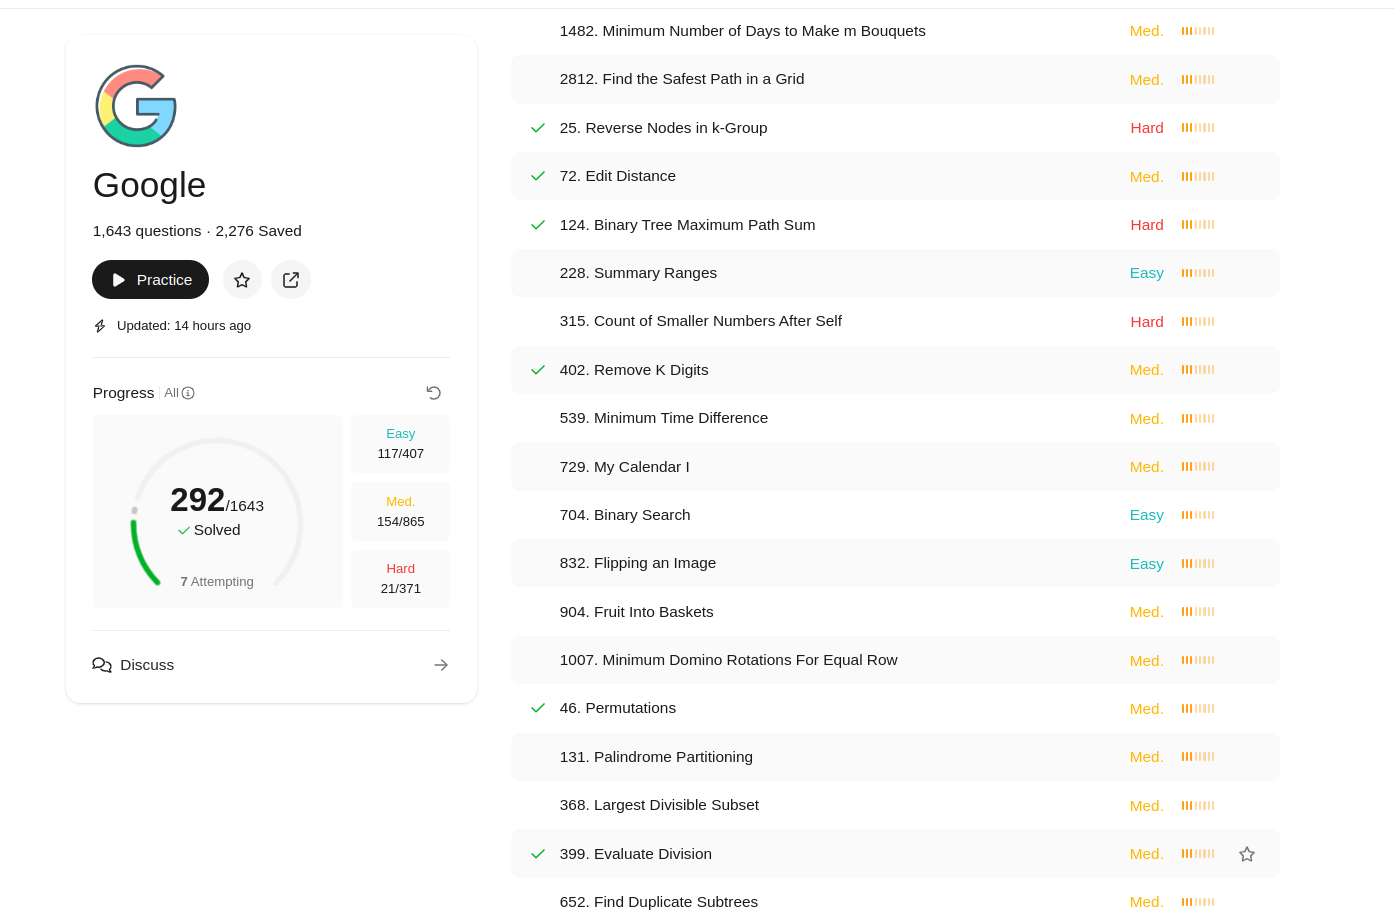 Google
1,643 questions · 2,276 Saved
Practice
Updated: 14 hours ago
Progress All
292/1643
Solved
7 Attempting
Easy
117/407
Med.
154/865
Hard
21/371
Discuss
1482. Minimum Number of Days to Make m Bouquets Med.
2812. Find the Safest Path in a Grid Med.
25. Reverse Nodes in k-Group Hard
72. Edit Distance Med.
124. Binary Tree Maximum Path Sum Hard
228. Summary Ranges Easy
315. Count of Smaller Numbers After Self Hard
402. Remove K Digits Med.
539. Minimum Time Difference Med.
729. My Calendar I Med.
704. Binary Search Easy
832. Flipping an Image Easy
904. Fruit Into Baskets Med.
1007. Minimum Domino Rotations For Equal Row Med.
46. Permutations Med.
131. Palindrome Partitioning Med.
368. Largest Divisible Subset Med.
399. Evaluate Division Med.
652. Find Duplicate Subtrees Med.